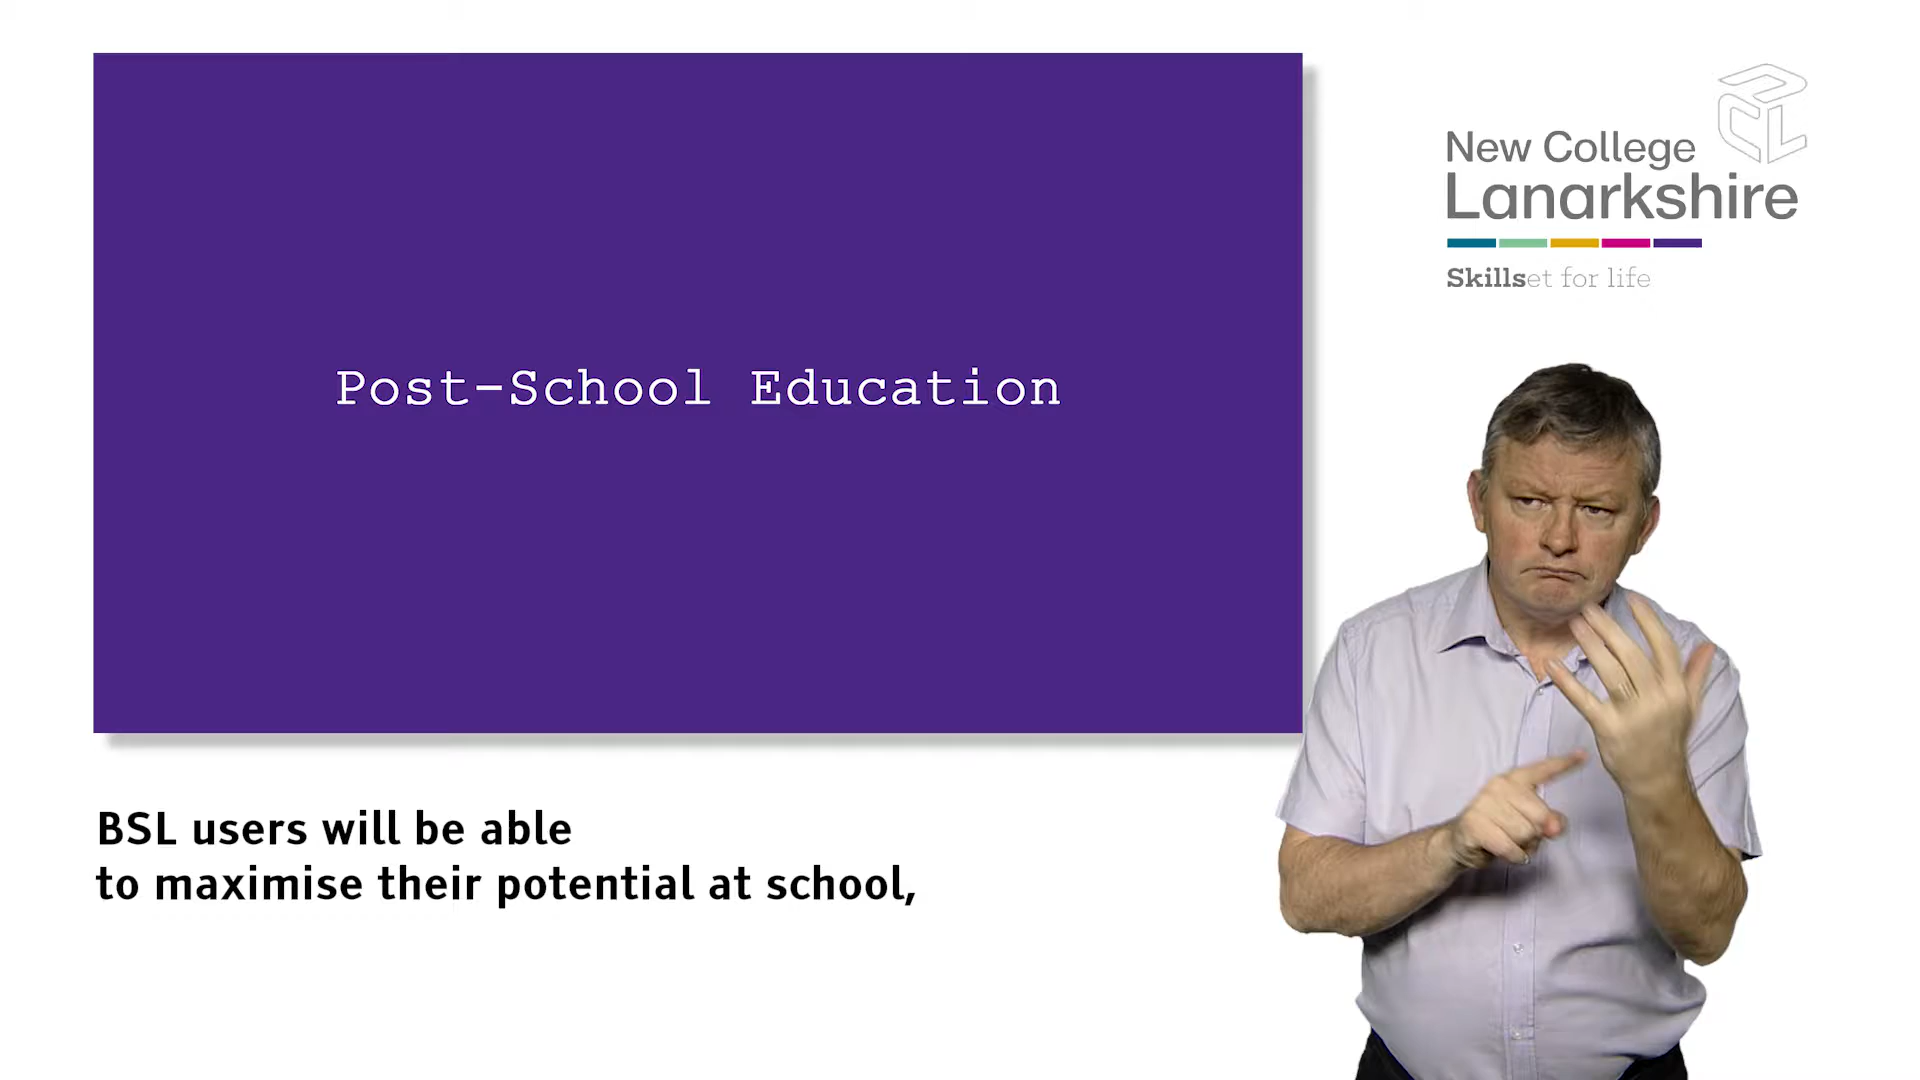 Post-School Education
NCL
New College
Lanarkshire
Skillset for life
BSL users will be able
to maximise their potential at school,